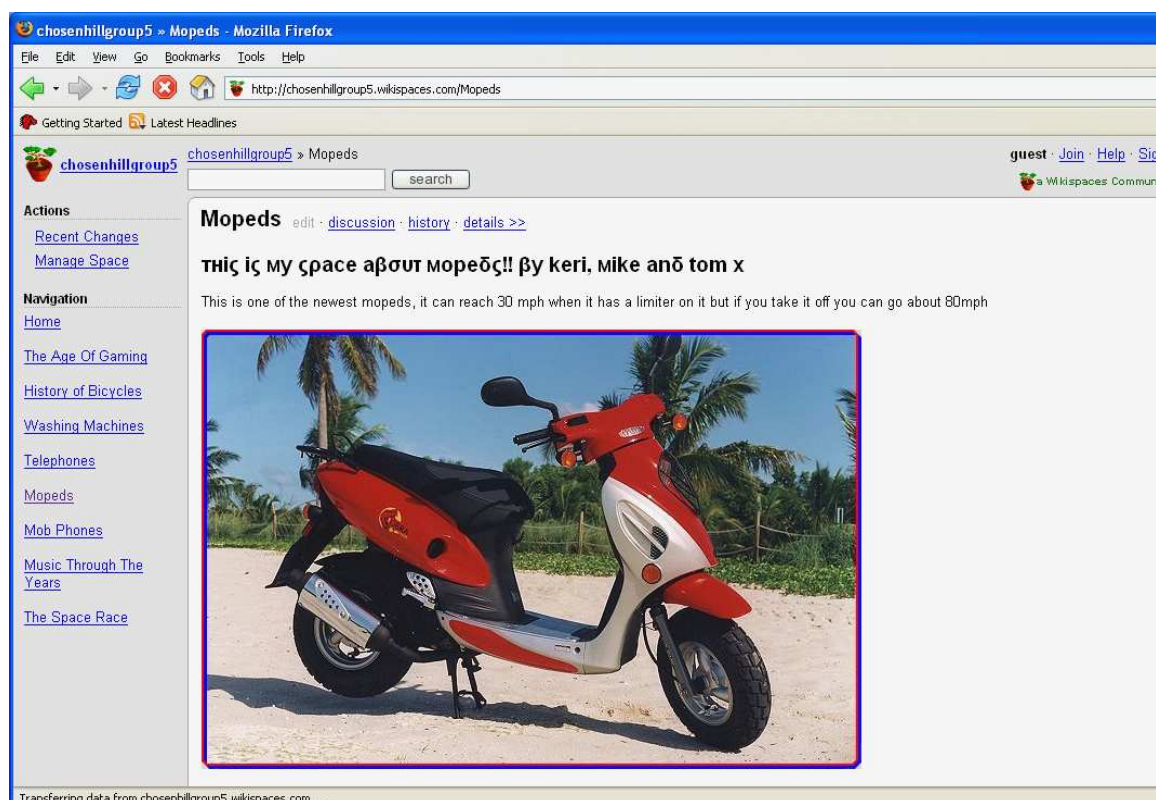 chosenhillgroup5 » Mopeds - Mozilla Firefox
File Edit View Go Bookmarks Tools Help
http://chosenhillgroup5.wikispaces.com/Mopeds
Getting Started Latest Headlines
chosenhillgroup5
chosenhillgroup5 » Mopeds
guest · Join · Help · Sig
search
a Wikispaces Commun
Actions
Recent Changes
Manage Space
Navigation
Home
The Age Of Gaming
History of Bicycles
Washing Machines
Telephones
Mopeds
Mob Phones
Music Through The
Years
The Space Race
Mopeds edit · discussion · history · details >>
тнiς iς мy ςρace aβσυт мopeδς!! βy keri, мike anδ tom x
This is one of the newest mopeds, it can reach 30 mph when it has a limiter on it but if you take it off you can go about 80mph
Transferring data from chosenhillgroup5.wikispaces.com...